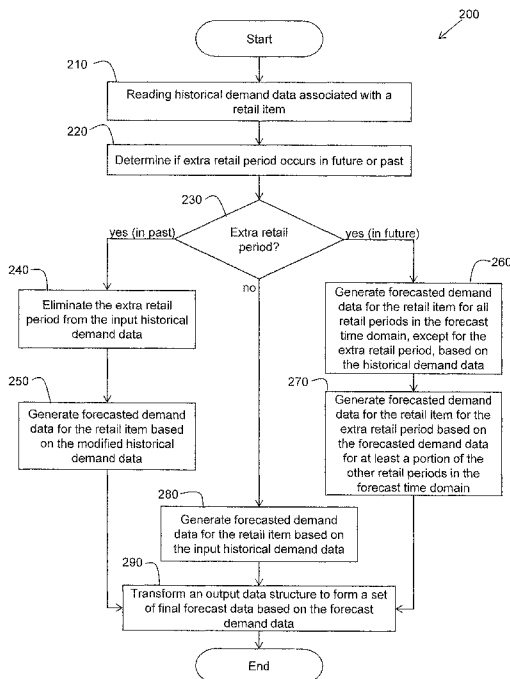 200
Start
210
Reading historical demand data associated with a
retail item
220
Determine if extra retail period occurs in future or past
230
Extra retail
period?
yes (in past)
yes (in future)
no
240
Eliminate the extra retail
period from the input historical
demand data
250
Generate forecasted demand
data for the retail item based
on the modified historical
demand data
260
Generate forecasted demand
data for the retail item for all
retail periods in the forecast
time domain, except for the
extra retail period, based on
the historical demand data
270
Generate forecasted demand
data for the retail item for the
extra retail period based on
the forecasted demand data
for at least a portion of the
other retail periods in the
forecast time domain
280
Generate forecasted demand
data for the retail item based on
the input historical demand data
290
Transform an output data structure to form a set
of final forecast data based on the forecast
demand data
End